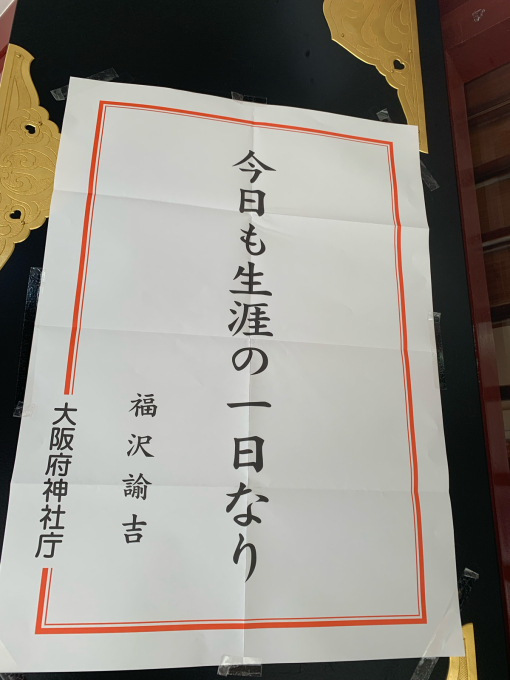 今日も生涯の一日なり
福沢諭吉
大阪府神社庁